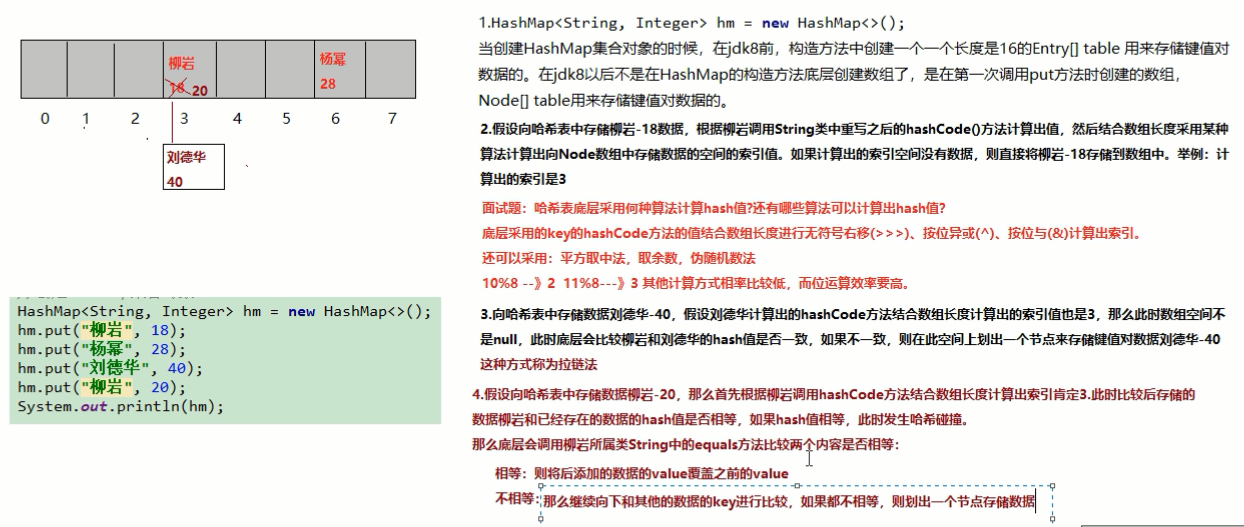 柳岩
18 20
杨幂
28
0 1 2 3 4 5 6 7
刘德华
40
HashMap<String, Integer> hm = new HashMap<>();
hm.put("柳岩", 18);
hm.put("杨幂", 28);
hm.put("刘德华", 40);
hm.put("柳岩", 20);
System.out.println(hm);
1.HashMap<String, Integer> hm = new HashMap<>();
当创建HashMap集合对象的时候，在jdk8前，构造方法中创建一个一个长度是16的Entry[] table 用来存储键值对
数据的。在jdk8以后不是在HashMap的构造方法底层创建数组了，是在第一次调用put方法时创建的数组，
Node[] table用来存储键值对数据的。
2.假设向哈希表中存储柳岩-18数据，根据柳岩调用String类中重写之后的hashCode()方法计算出值，然后结合数组长度采用某种
算法计算出向Node数组中存储数据的空间的索引值。如果计算出的索引空间没有数据，则直接将柳岩-18存储到数组中。举例：计
算出的索引是3
面试题：哈希表底层采用何种算法计算hash值?还有哪些算法可以计算出hash值?
底层采用的key的hashCode方法的值结合数组长度进行无符号右移(>>>)、按位异或(^)、按位与(&)计算出索引。
还可以采用：平方取中法，取余数，伪随机数法
10%8 --》2 11%8---》3 其他计算方式相率比较低，而位运算效率要高。
3.向哈希表中存储数据刘德华-40，假设刘德华计算出的hashCode方法结合数组长度计算出的索引值也是3，那么此时数组空间不
是null，此时底层会比较柳岩和刘德华的hash值是否一致，如果不一致，则在此空间上划出一个节点来存储键值对数据刘德华-40
这种方式称为拉链法
4.假设向哈希表中存储数据柳岩-20，那么首先根据柳岩调用hashCode方法结合数组长度计算出索引肯定3.此时比较后存储的
数据柳岩和已经存在的数据的hash值是否相等，如果hash值相等，此时发生哈希碰撞。
那么底层会调用柳岩所属类String中的equals方法比较两个内容是否相等：
相等：则将后添加的数据的value覆盖之前的value
不相等：那么继续向下和其他的数据的key进行比较，如果都不相等，则划出一个节点存储数据